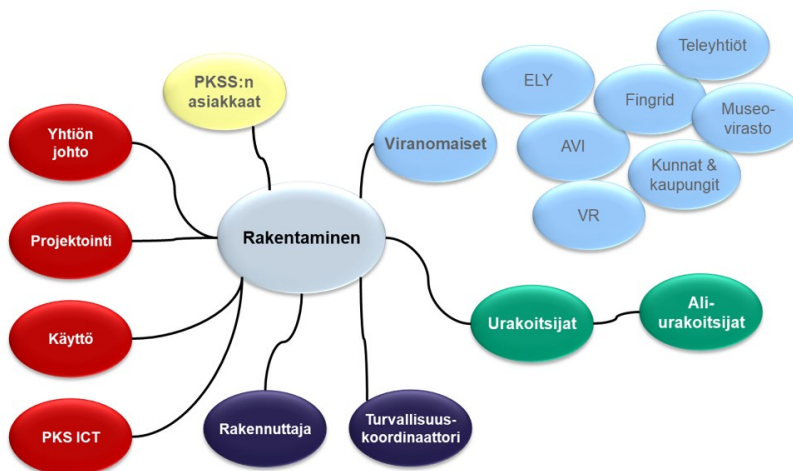 PKSS:n
asiakkaat
Teleyhtiöt
ELY
Fingrid
Museo-
virasto
Yhtiön
johto
Viranomaiset
AVI
Kunnat &
kaupungit
VR
Projektointi
Rakentaminen
Urakoitsijat
Ali-
urakoitsijat
Käyttö
PKS ICT
Rakennuttaja
Turvallisuus-
koordinaattori